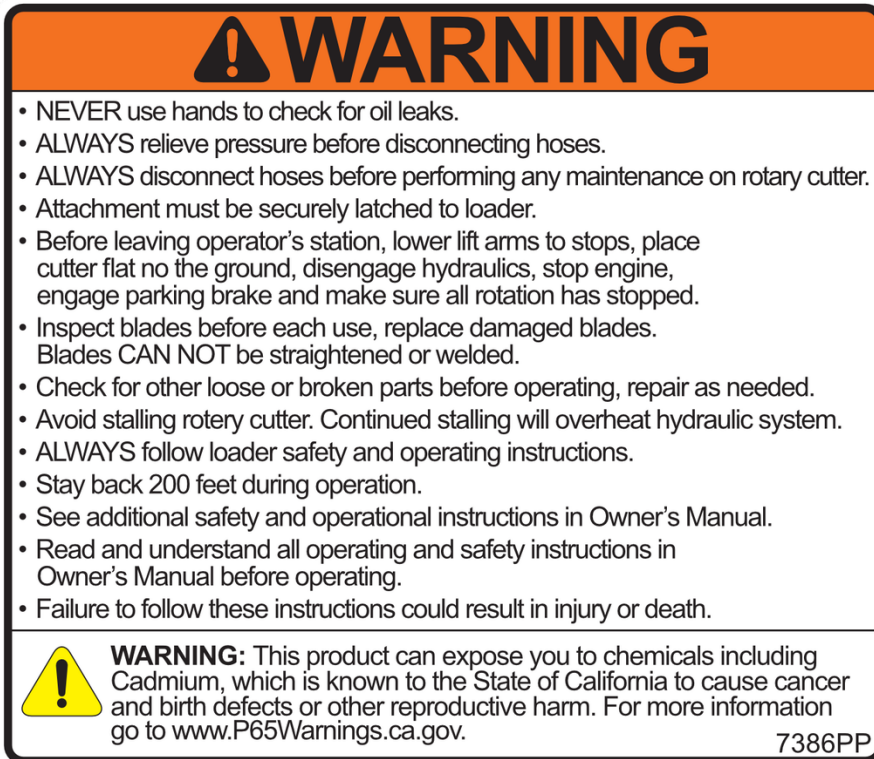 WARNING
• NEVER use hands to check for oil leaks.
• ALWAYS relieve pressure before disconnecting hoses.
• ALWAYS disconnect hoses before performing any maintenance on rotary cutter.
• Attachment must be securely latched to loader.
• Before leaving operator’s station, lower lift arms to stops, place
cutter flat no the ground, disengage hydraulics, stop engine,
engage parking brake and make sure all rotation has stopped.
• Inspect blades before each use, replace damaged blades.
Blades CAN NOT be straightened or welded.
• Check for other loose or broken parts before operating, repair as needed.
• Avoid stalling rotery cutter. Continued stalling will overheat hydraulic system.
• ALWAYS follow loader safety and operating instructions.
• Stay back 200 feet during operation.
• See additional safety and operational instructions in Owner’s Manual.
• Read and understand all operating and safety instructions in
Owner’s Manual before operating.
• Failure to follow these instructions could result in injury or death.
WARNING: This product can expose you to chemicals including
Cadmium, which is known to the State of California to cause cancer
and birth defects or other reproductive harm. For more information
go to www.P65Warnings.ca.gov.
7386PP